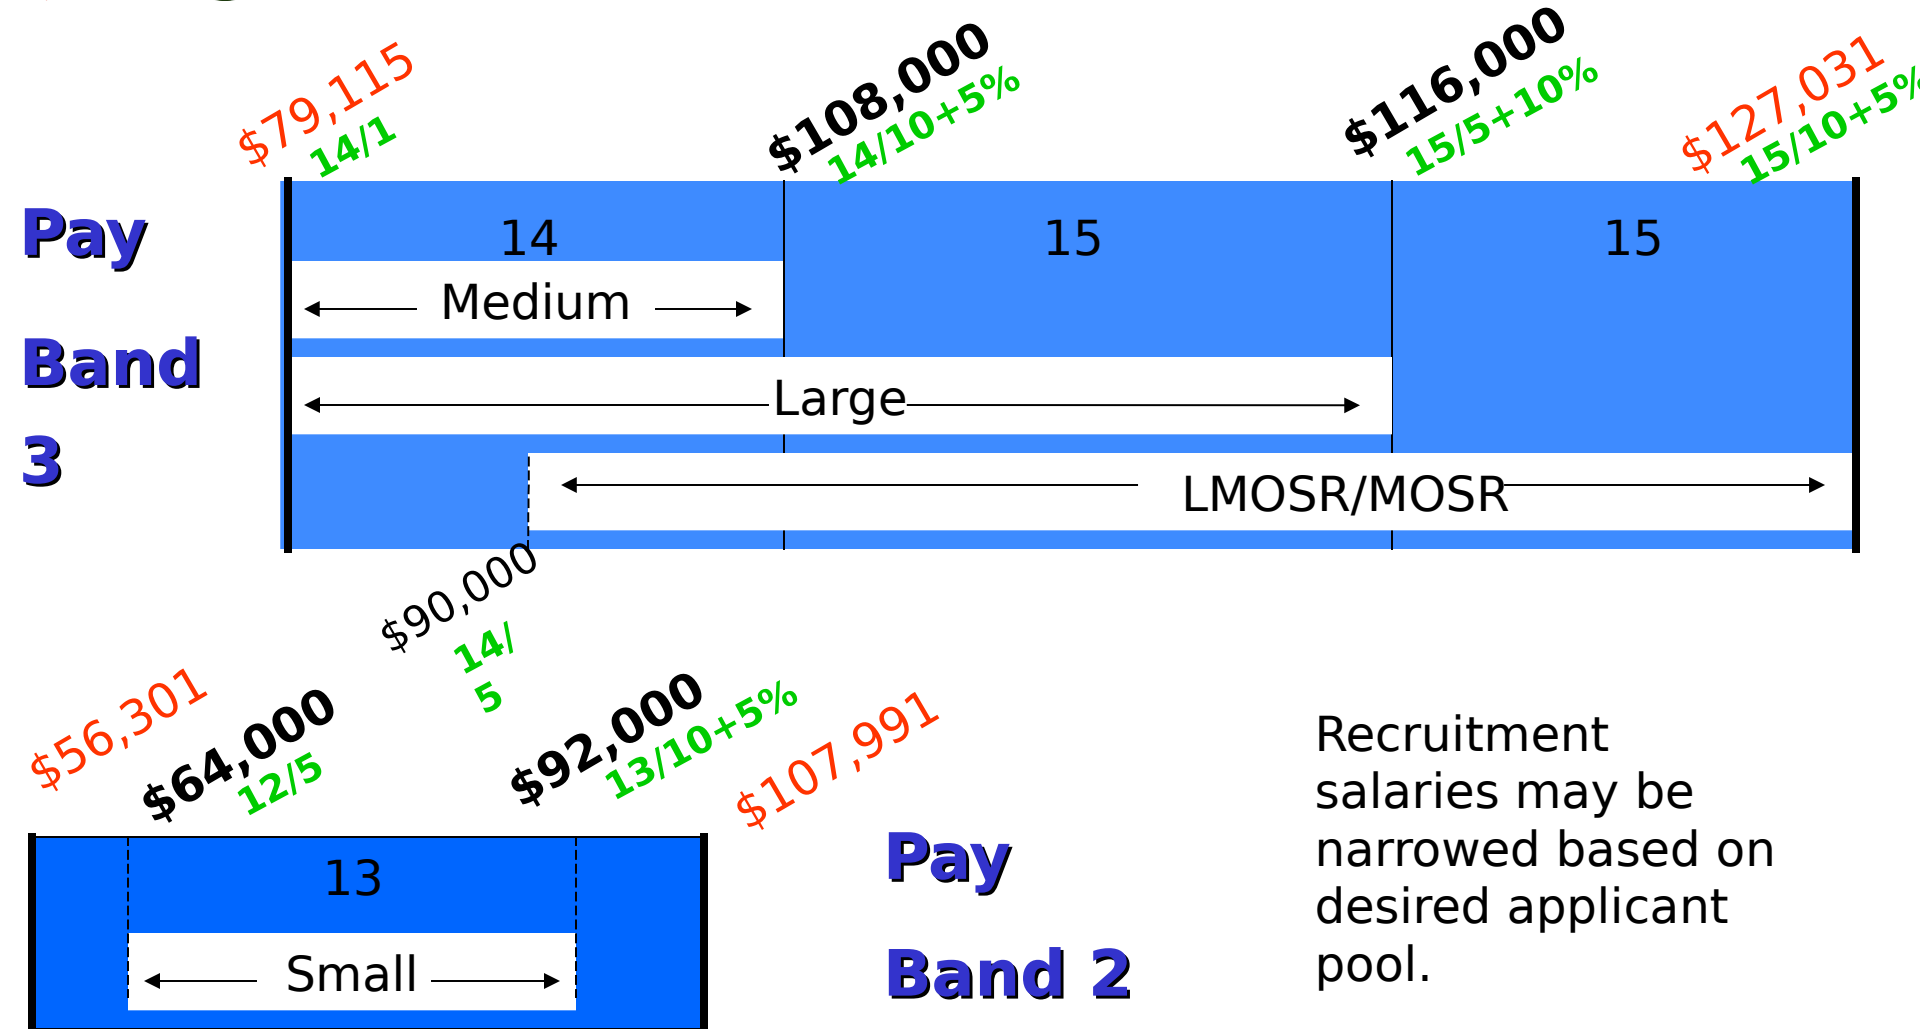 $79,115
14/1
$108,000
14/10+5%
$116,000
15/5+10%
$127,031
15/10+5%
Pay
Band
3
14
15
15
Medium
Large
LMOSR/MOSR
$90,000
14/
5
$56,301
$64,000
12/5
$92,000
13/10+5%
$107,991
13
Small
Pay
Band 2
Recruitment
salaries may be
narrowed based on
desired applicant
pool.